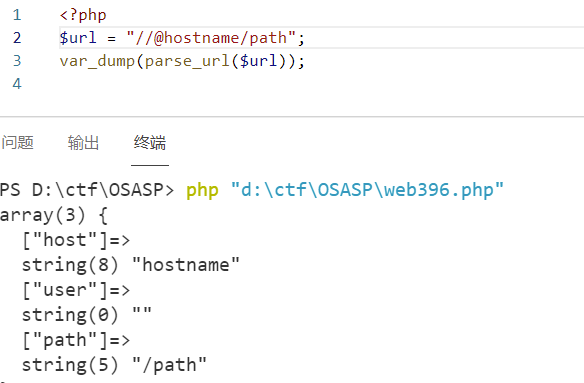 1 <?php
2 $url = "//@hostname/path";
3 var_dump(parse_url($url));
4
问题 输出 终端
PS D:\ctf\OSASP> php "d:\ctf\OSASP\web396.php"
array(3) {
  ["host"]=>
  string(8) "hostname"
  ["user"]=>
  string(0) ""
  ["path"]=>
  string(5) "/path"